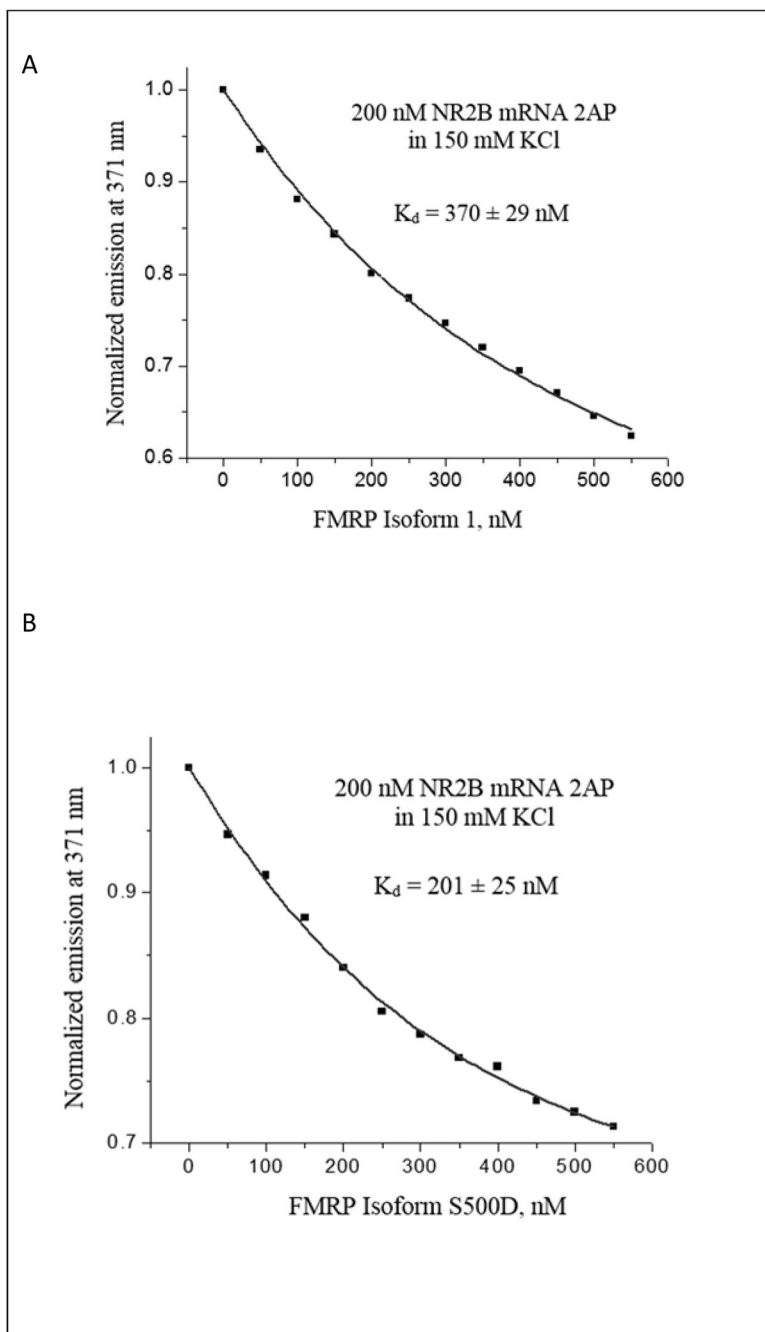 A
1.0
0.9
0.8
0.7
0.6
Normalized emission at 371 nm
200 nM NR2B mRNA 2AP
in 150 mM KCl
K_d = 370 ± 29 nM
0 100 200 300 400 500 600
FMRP Isoform 1, nM
B
1.0
0.9
0.8
0.7
Normalized emission at 371 nm
200 nM NR2B mRNA 2AP
in 150 mM KCl
K_d = 201 ± 25 nM
0 100 200 300 400 500 600
FMRP Isoform S500D, nM